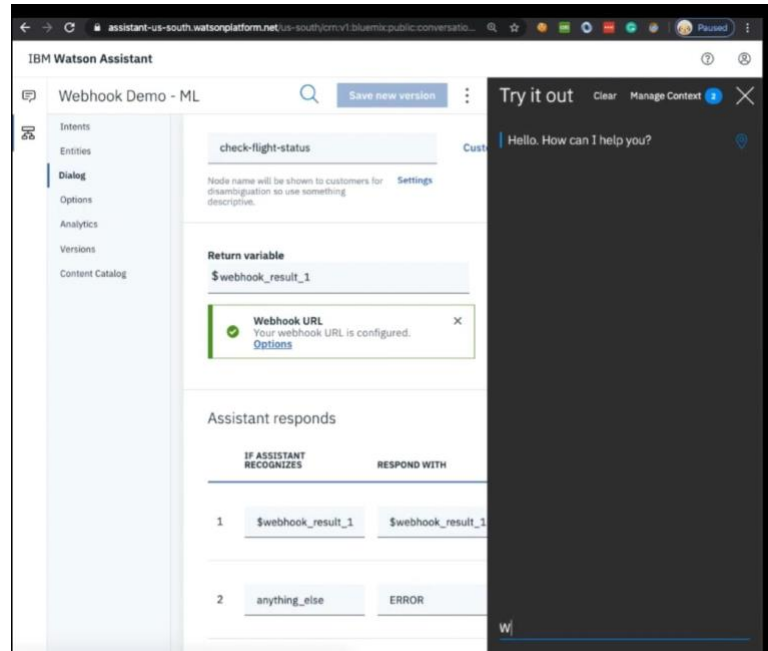 assistant-us-south.watsonplatform.net/us-south/crn:v1:bluemix:public:conversatio...
Paused
IBM Watson Assistant
Webhook Demo - ML
Save new version
Try it out
Clear
Manage Context 2
Intents
Entities
Dialog
Options
Analytics
Versions
Content Catalog
check-flight-status
Custo
Node name will be shown to customers for
disambiguation so use something
descriptive.
Settings
Return variable
$webhook_result_1
Webhook URL
Your webhook URL is configured.
Options
Assistant responds
IF ASSISTANT
RECOGNIZES
RESPOND WITH
1 $webhook_result_1 $webhook_result_1
2 anything_else ERROR
Hello. How can I help you?
W